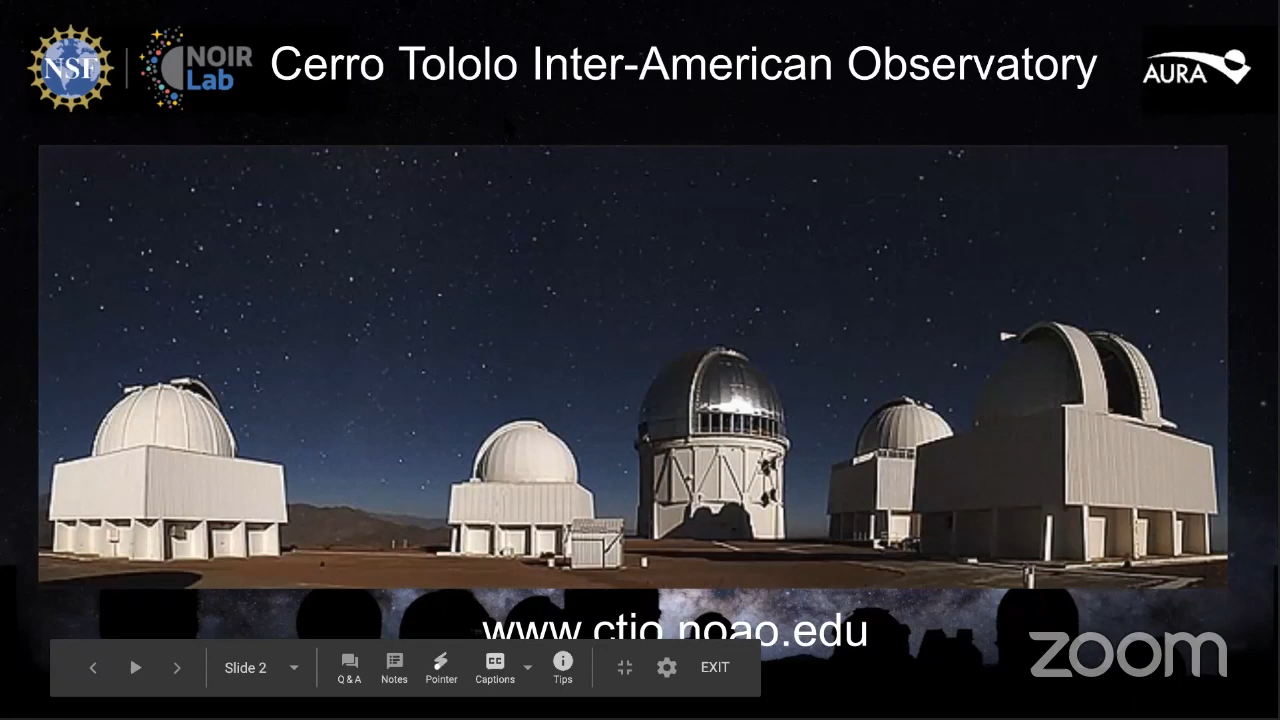 NSF
NOIR
Lab
Cerro Tololo Inter-American Observatory
AURA
www.ctio.noao.edu
Slide 2
Q & A
Notes
Pointer
CC
Captions
Tips
EXIT
zoom